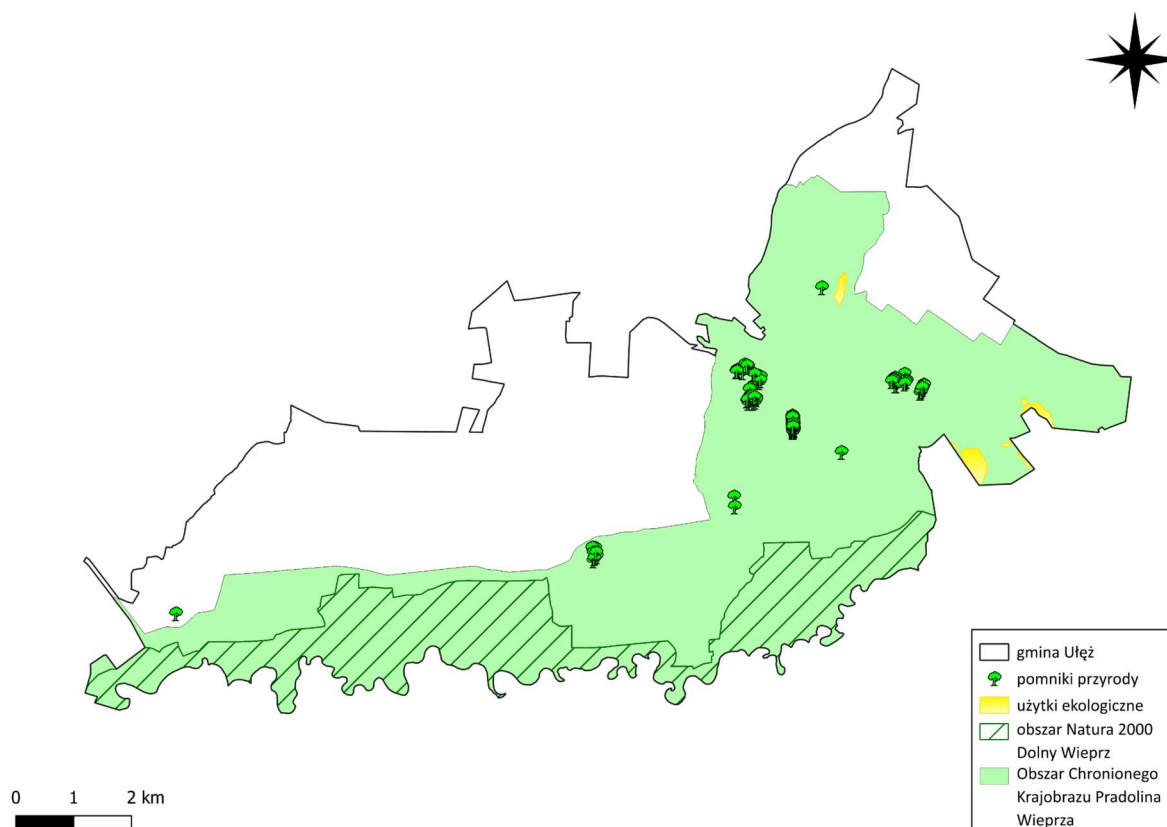 gmina Ułęż
pomniki przyrody
użytki ekologiczne
obszar Natura 2000
Dolny Wieprz
Obszar Chronionego
Krajobrazu Pradolina
Wieprza
0 1 2 km